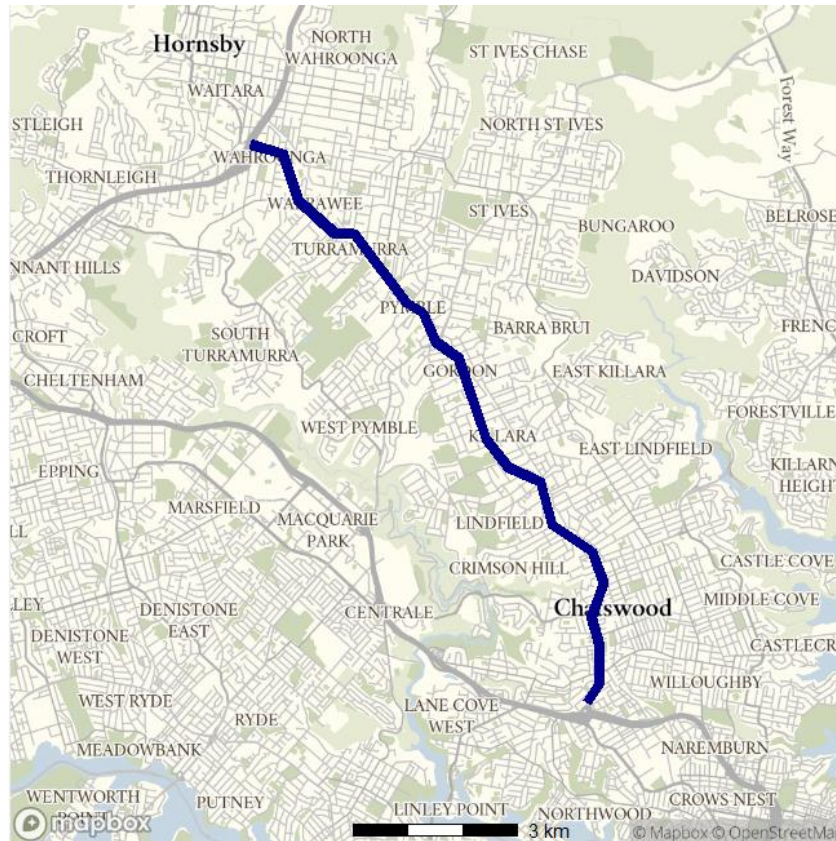 NORTH
WAHROONGA
Hornsby
ST IVES CHASE
WAITARA
Forest Way
STLEIGH
NORTH ST IVES
WAHROONGA
THORNLEIGH
WARRAWEE
ST IVES
BELROSE
BUNGAROO
TURRAMURRA
NNANT HILLS
DAVIDSON
PYMBLE
BARRA BRUI
FRENC
CROFT
SOUTH
TURRAMURRA
CHELTENHAM
GORDON
EAST KILLARA
FORESTVILLE
WEST PYMBLE
KILLARA
EAST LINDFIELD
EPPING
KILLARN
HEIGHT
MARSFIELD
MACQUARIE
PARK
LINDFIELD
LL
CRIMSON HILL
CASTLE COVE
LLEY
DENISTONE
EAST
CENTRALE
Chatswood
MIDDLE COVE
DENISTONE
WEST
CASTLECR
WILLOUGHBY
WEST RYDE
RYDE
LANE COVE
WEST
MEADOWBANK
NAREMBURN
WENTWORTH
POINT
PUTNEY
LINLEY POINT
NORTHWOOD
CROWS NEST
mapbox
3 km
© Mapbox © OpenStreetMa